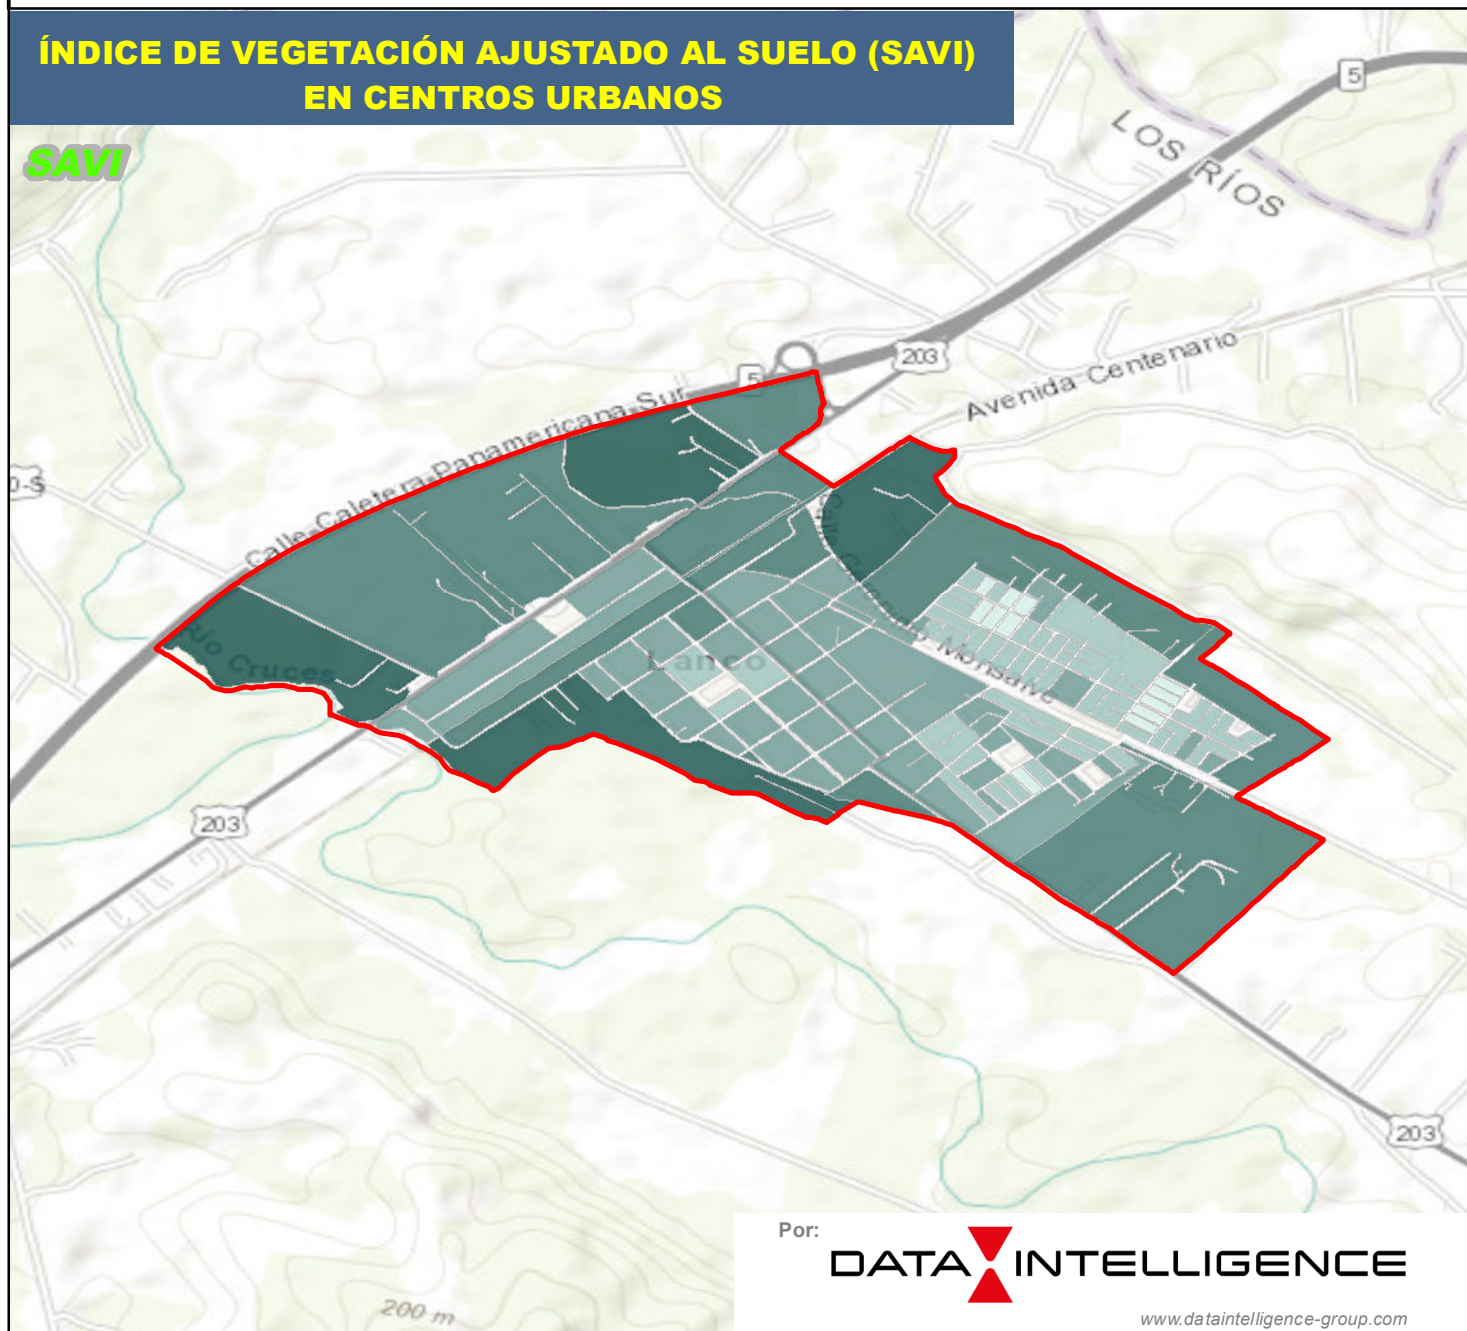 ÍNDICE DE VEGETACIÓN AJUSTADO AL SUELO (SAVI)
EN CENTROS URBANOS
SAVI
5
LOS RÍOS
203
Avenida Centenario
5
Calle Caletera Panamericana Sur
0-S
Río Cruces
Lanco
Monsalve
203
203
200 m
Por:
DATA INTELLIGENCE
www.dataintelligence-group.com